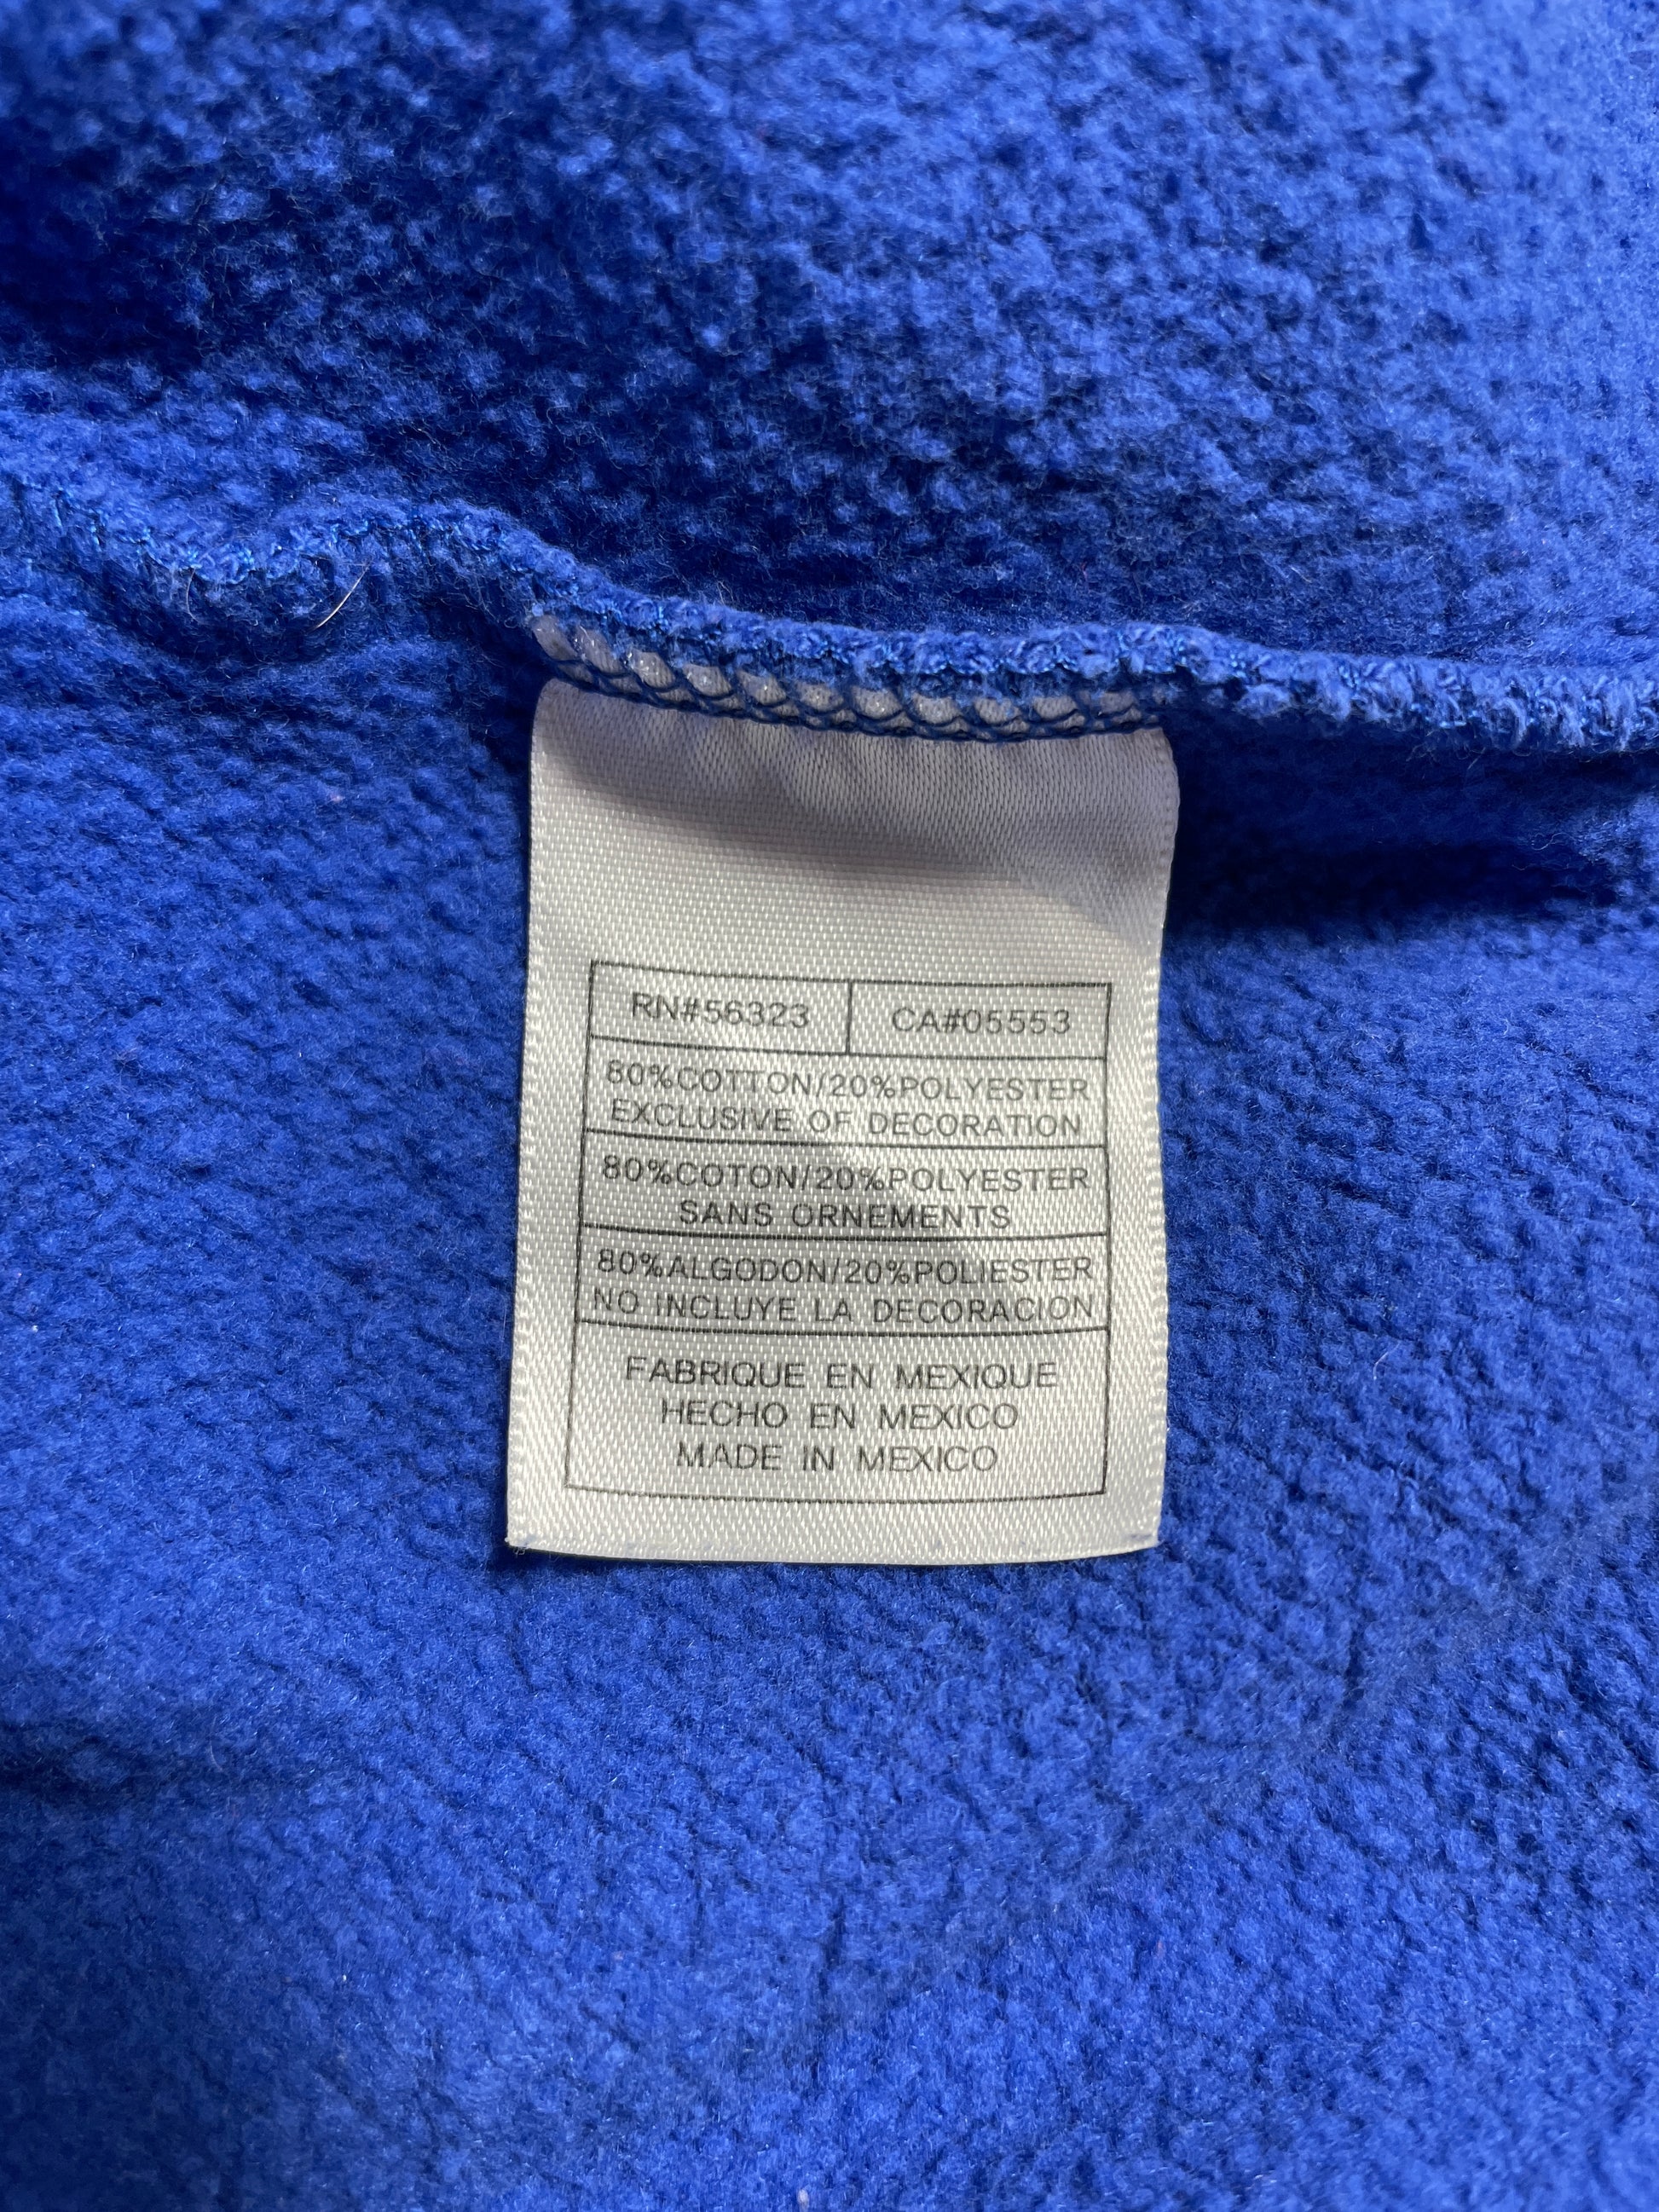 RN#56323 CA#05553
80%COTTON/20%POLYESTER
EXCLUSIVE OF DECORATION
80%COTON/20%POLYESTER
SANS ORNEMENTS
80%ALGODON/20%POLIESTER
NO INCLUYE LA DECORACION
FABRIQUE EN MEXIQUE
HECHO EN MEXICO
MADE IN MEXICO